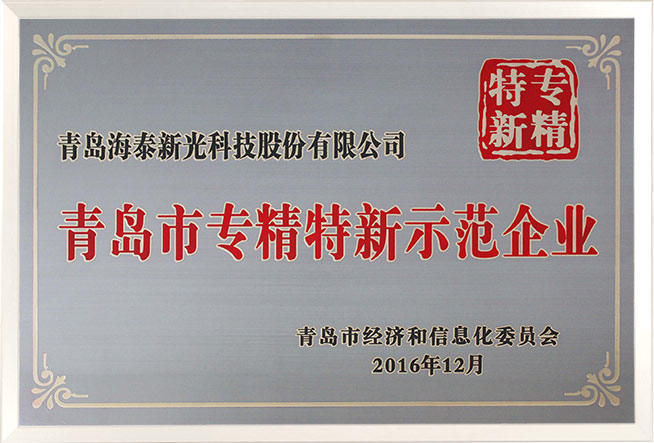 专精
特新
青岛海泰新光科技股份有限公司
青岛市专精特新示范企业
青岛市经济和信息化委员会
2016年12月